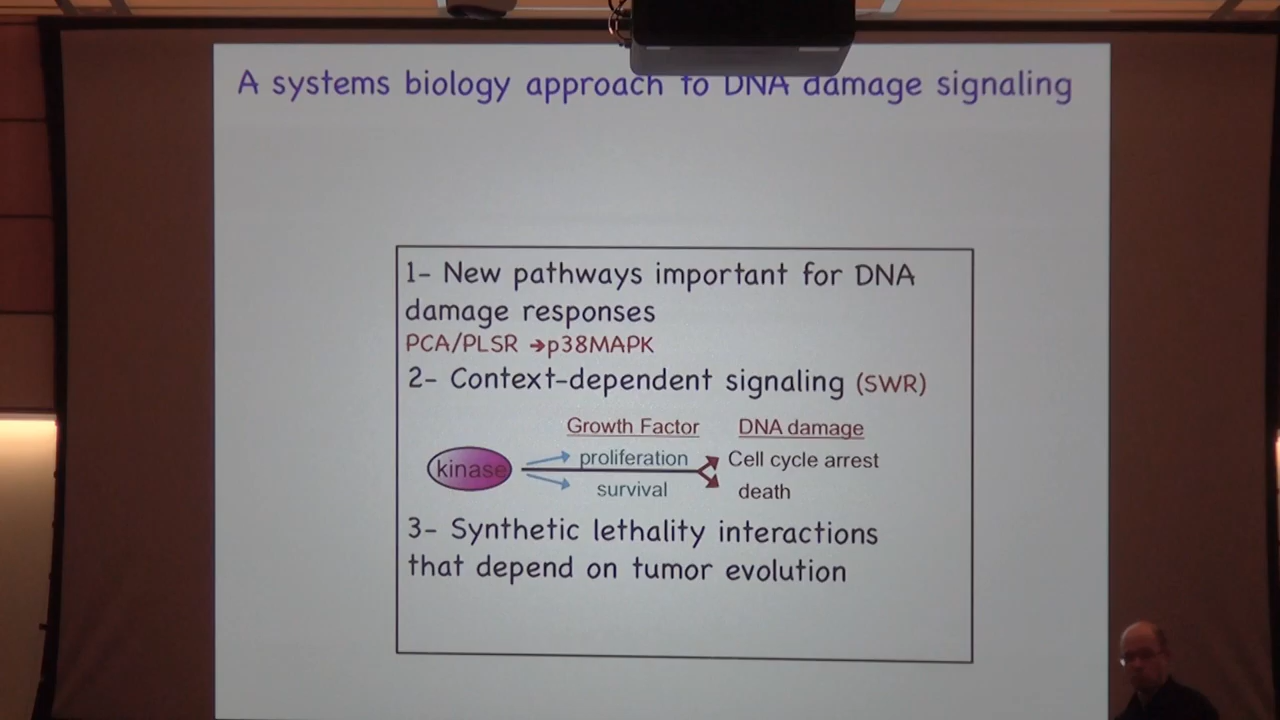 A systems biology approach to DNA damage signaling
1- New pathways important for DNA
damage responses
PCA/PLSR ➔p38MAPK
2- Context-dependent signaling (SWR)
Growth Factor DNA damage
kinase proliferation Cell cycle arrest
survival death
3- Synthetic lethality interactions
that depend on tumor evolution